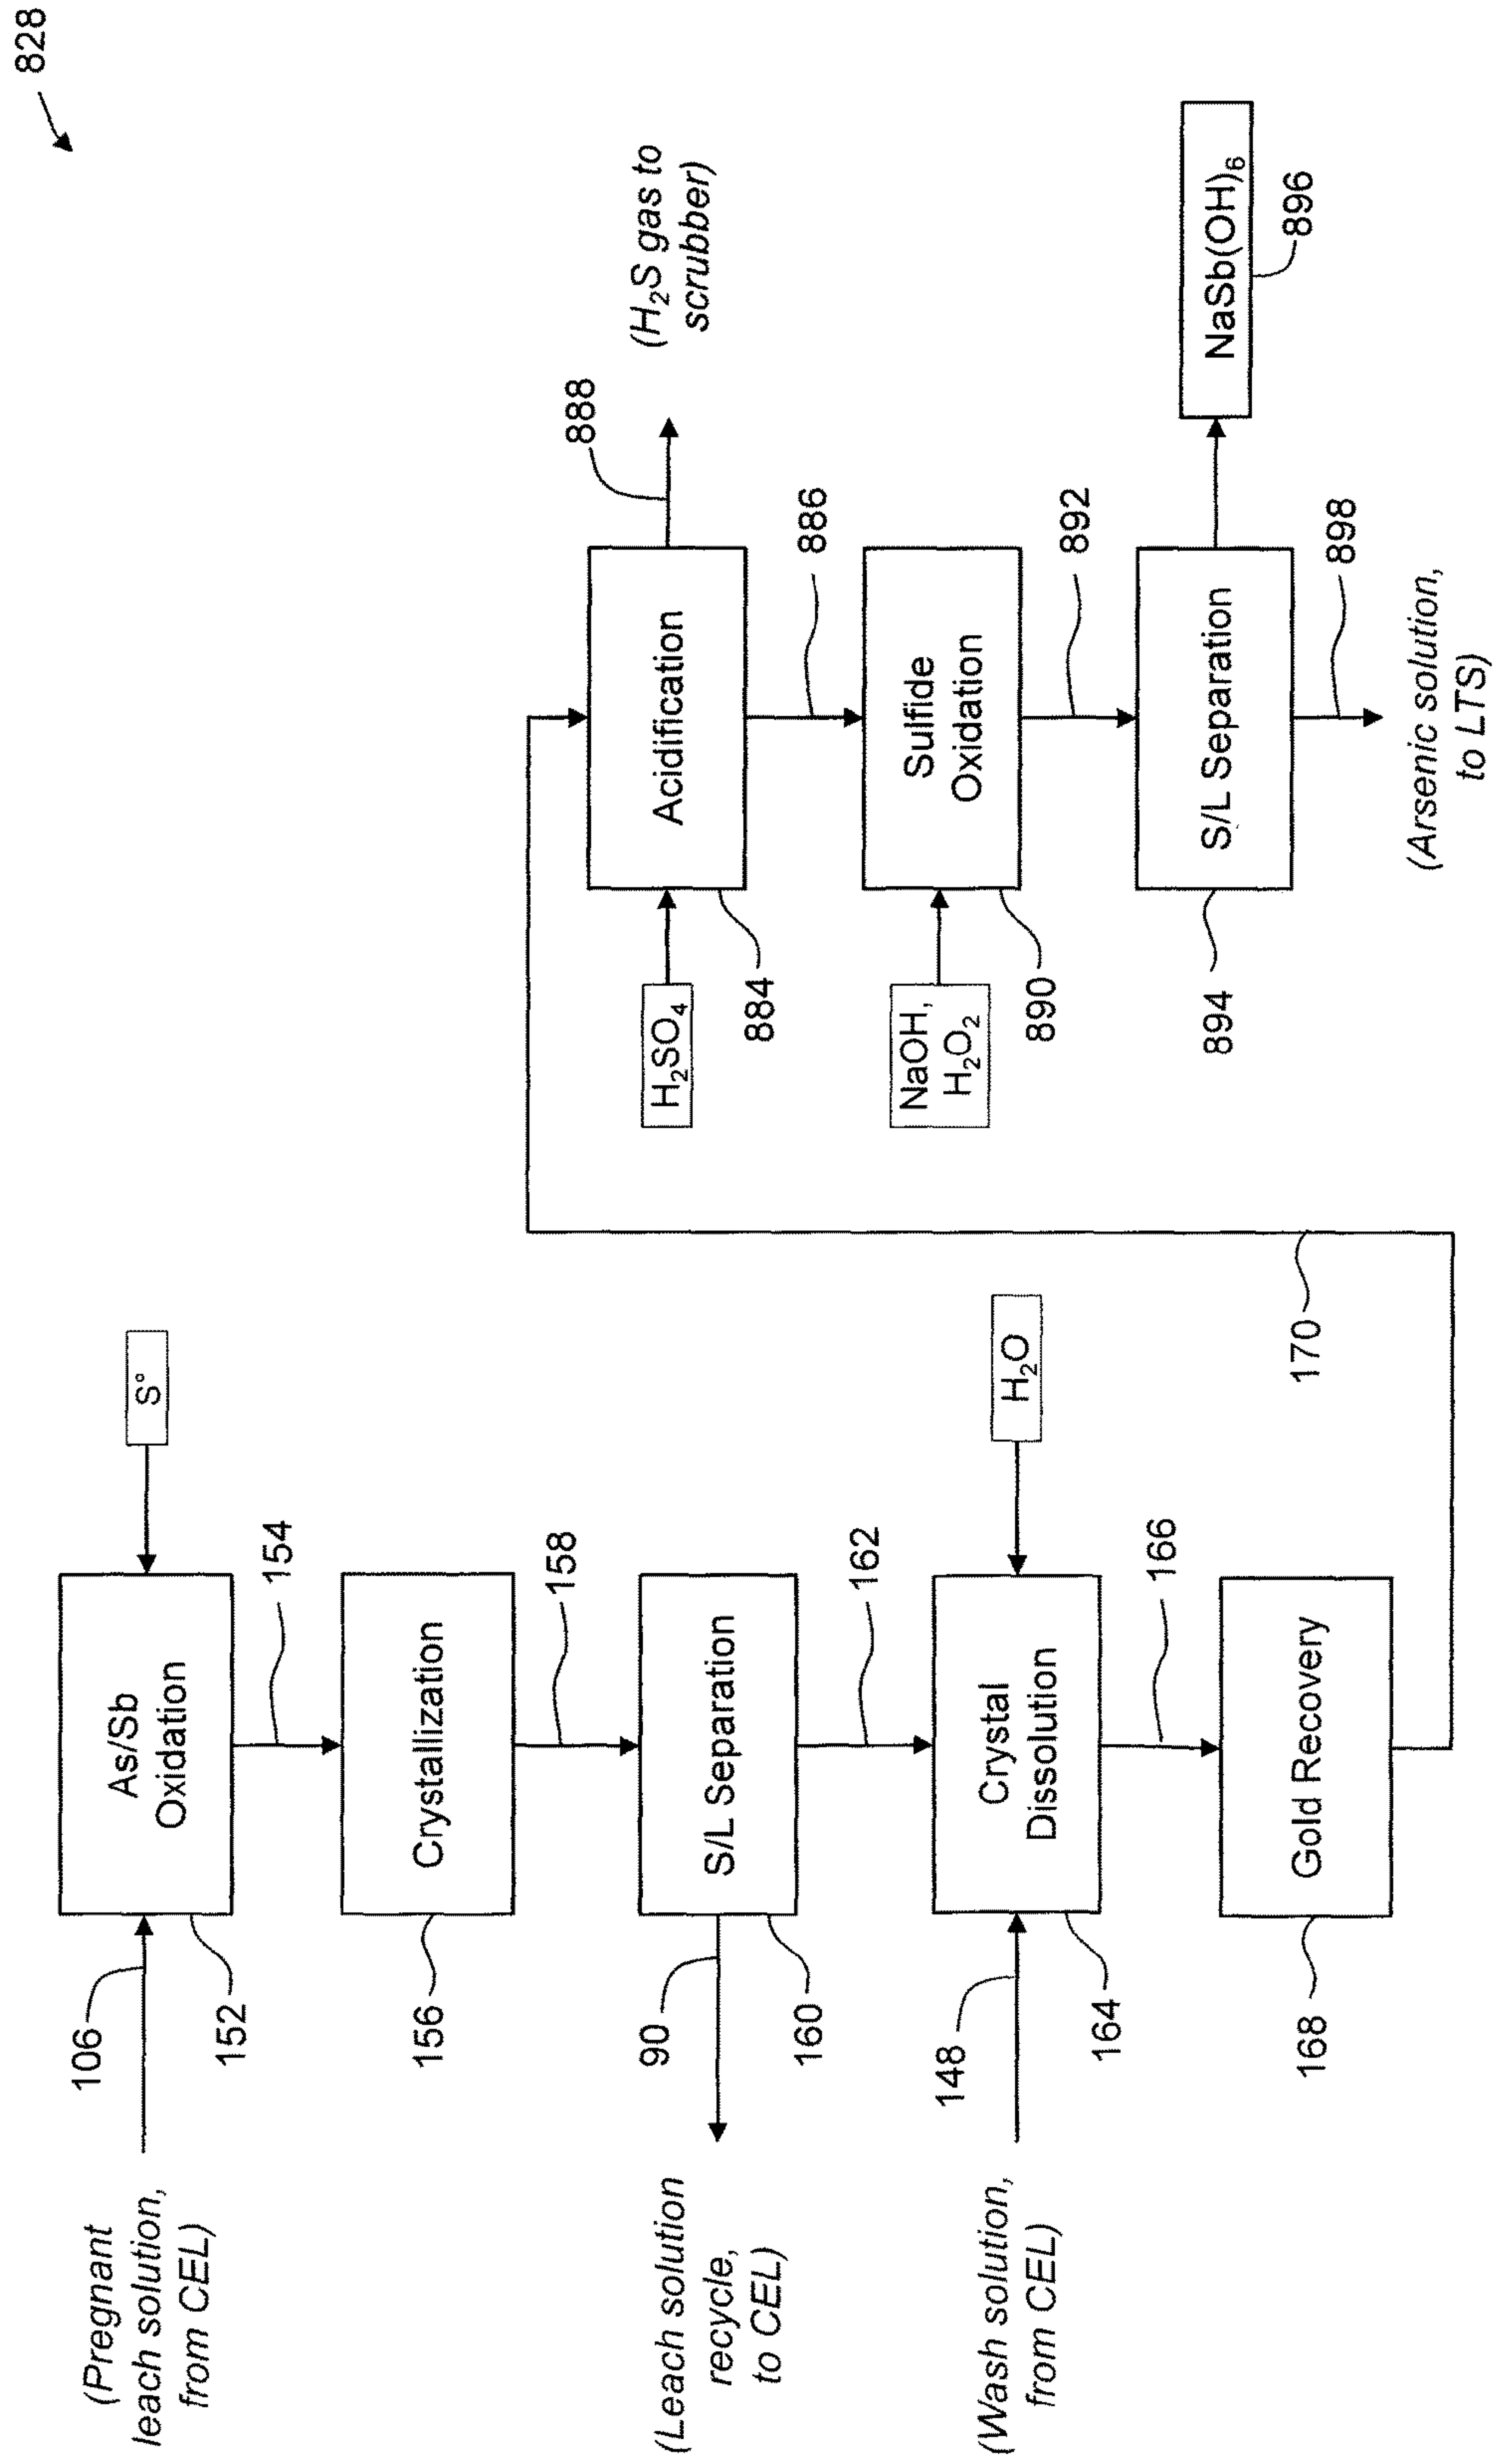 828
(Pregnant
leach solution,
from CEL)
106
152
As/Sb
Oxidation
S°
154
156
Crystallization
158
(Leach solution
recycle,
to CEL)
90
160
S/L Separation
162
(Wash solution,
from CEL)
148
164
Crystal
Dissolution
H₂O
166
168
Gold Recovery
170
H₂SO₄
884
Acidification
888
(H₂S gas to
scrubber)
886
NaOH,
H₂O₂
890
Sulfide
Oxidation
892
894
S/L Separation
NaSb(OH)₆
896
898
(Arsenic solution,
to LTS)